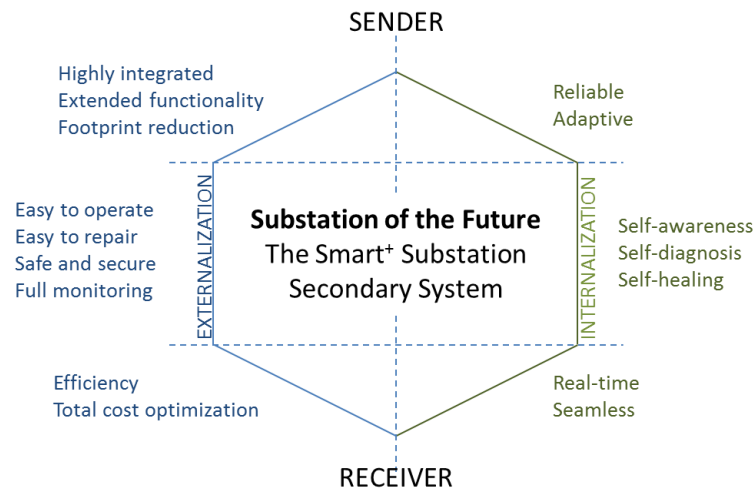 SENDER
Highly integrated
Extended functionality
Footprint reduction
Reliable
Adaptive
Easy to operate
Easy to repair
Safe and secure
Full monitoring
EXTERNALIZATION
Substation of the Future
The Smart⁺ Substation
Secondary System
INTERNALIZATION
Self-awareness
Self-diagnosis
Self-healing
Efficiency
Total cost optimization
Real-time
Seamless
RECEIVER